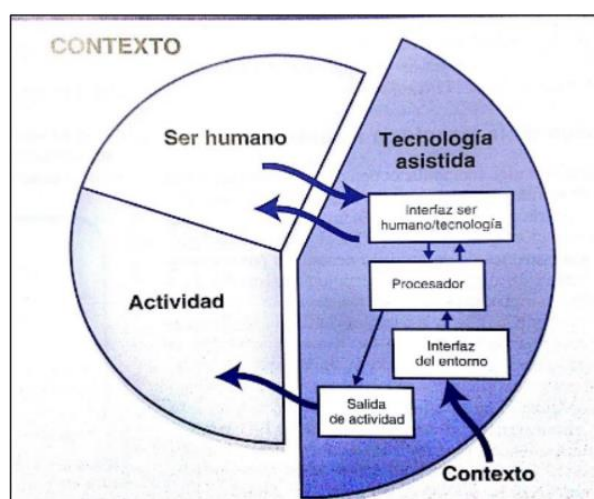 CONTEXTO
Ser humano
Tecnología
asistida
Interfaz ser
humano/tecnología
Procesador
Actividad
Interfaz
del entorno
Salida
de actividad
Contexto